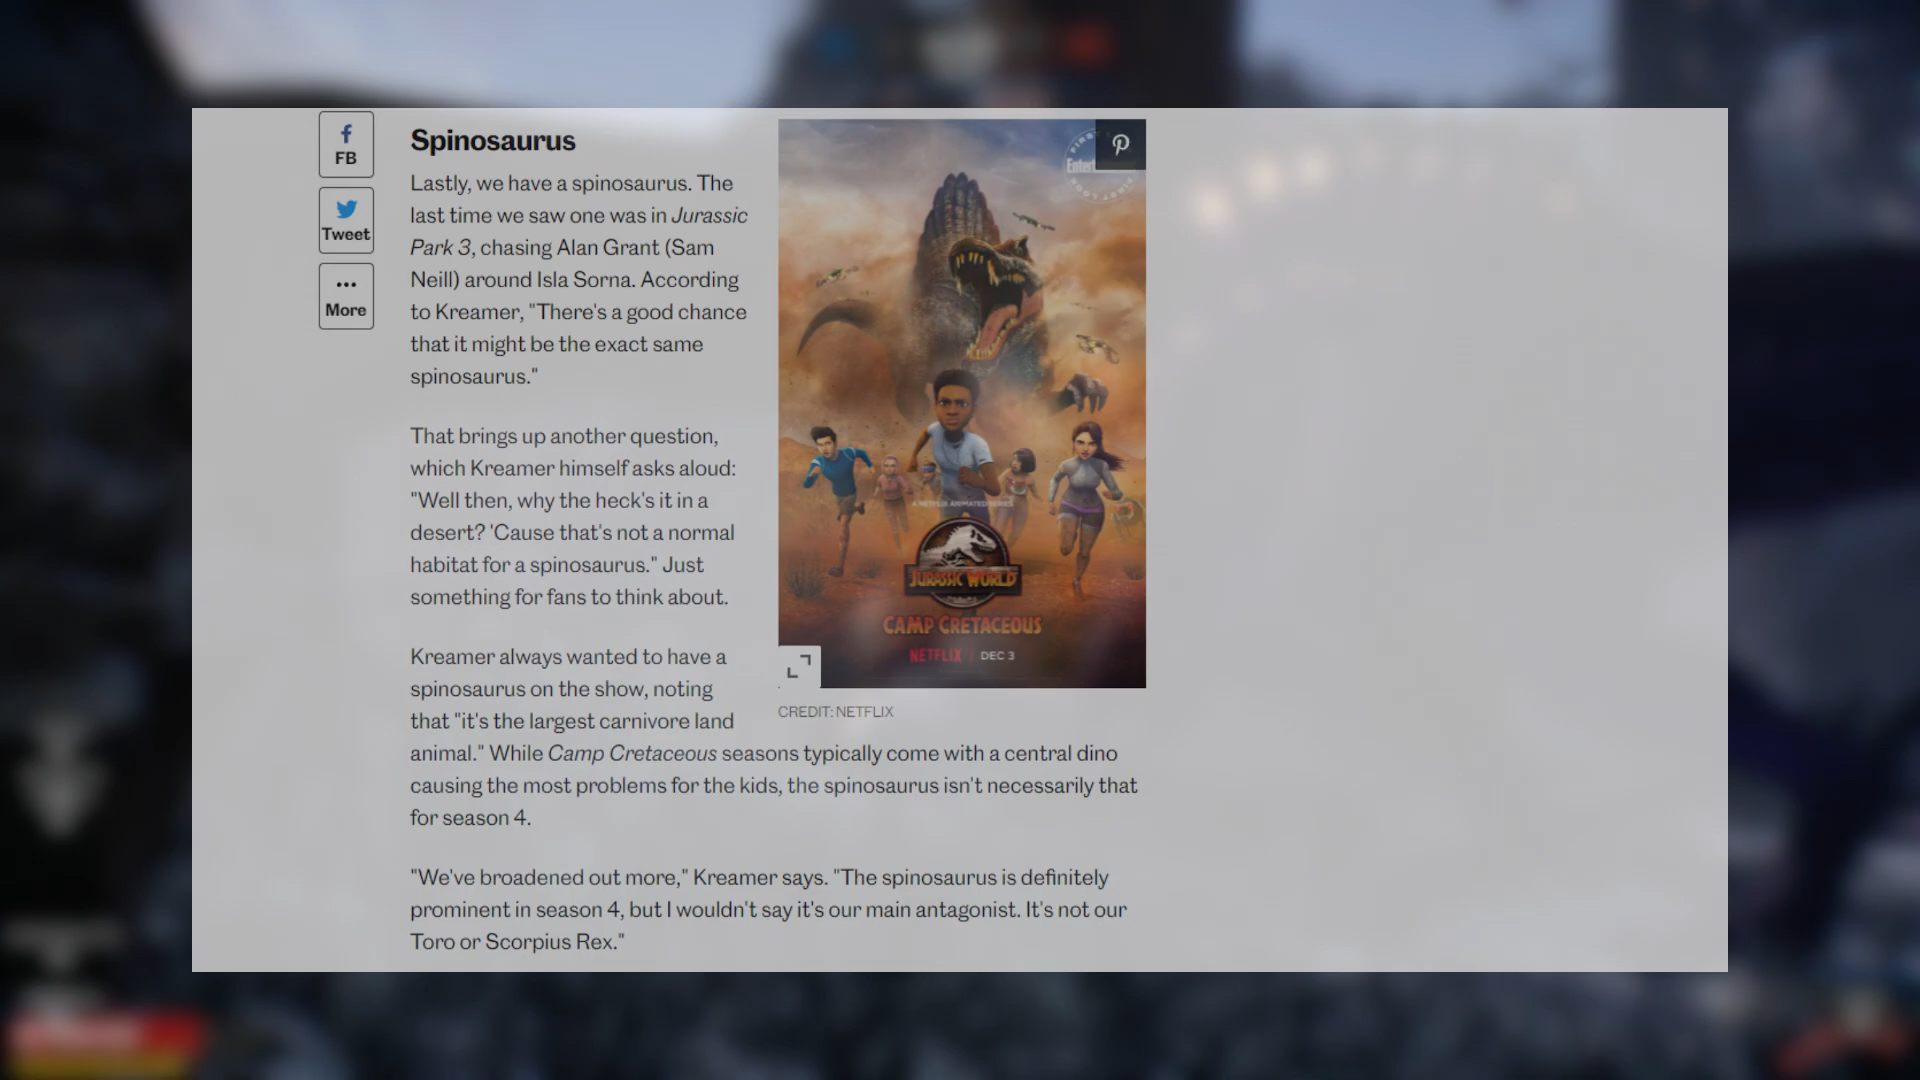 FB
Tweet
More
Spinosaurus
Lastly, we have a spinosaurus. The
last time we saw one was in Jurassic
Park 3, chasing Alan Grant (Sam
Neill) around Isla Sorna. According
to Kreamer, "There's a good chance
that it might be the exact same
spinosaurus."
That brings up another question,
which Kreamer himself asks aloud:
"Well then, why the heck's it in a
desert? 'Cause that's not a normal
habitat for a spinosaurus." Just
something for fans to think about.
Kreamer always wanted to have a
spinosaurus on the show, noting
that "it's the largest carnivore land
animal." While Camp Cretaceous seasons typically come with a central dino
causing the most problems for the kids, the spinosaurus isn't necessarily that
for season 4.
"We've broadened out more," Kreamer says. "The spinosaurus is definitely
prominent in season 4, but I wouldn't say it's our main antagonist. It's not our
Toro or Scorpius Rex."
A NETFLIX ANIMATED SERIES
JURASSIC WORLD
CAMP CRETACEOUS
NETFLIX | DEC 3
CREDIT: NETFLIX